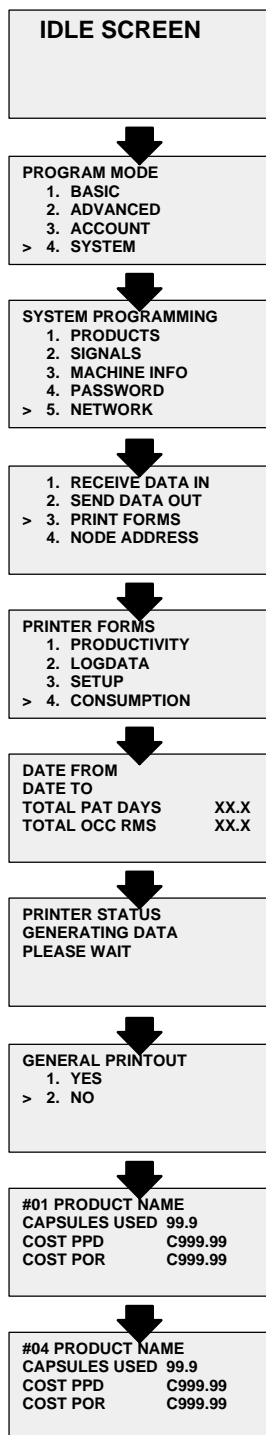 IDLE SCREEN
PROGRAM MODE
1. BASIC
2. ADVANCED
3. ACCOUNT
> 4. SYSTEM
SYSTEM PROGRAMMING
1. PRODUCTS
2. SIGNALS
3. MACHINE INFO
4. PASSWORD
> 5. NETWORK
1. RECEIVE DATA IN
2. SEND DATA OUT
> 3. PRINT FORMS
4. NODE ADDRESS
PRINTER FORMS
1. PRODUCTIVITY
2. LOGDATA
3. SETUP
> 4. CONSUMPTION
DATE FROM
DATE TO
TOTAL PAT DAYS XX.X
TOTAL OCC RMS XX.X
PRINTER STATUS
GENERATING DATA
PLEASE WAIT
GENERAL PRINTOUT
1. YES
> 2. NO
#01 PRODUCT NAME
CAPSULES USED 99.9
COST PPD C999.99
COST POR C999.99
#04 PRODUCT NAME
CAPSULES USED 99.9
COST PPD C999.99
COST POR C999.99